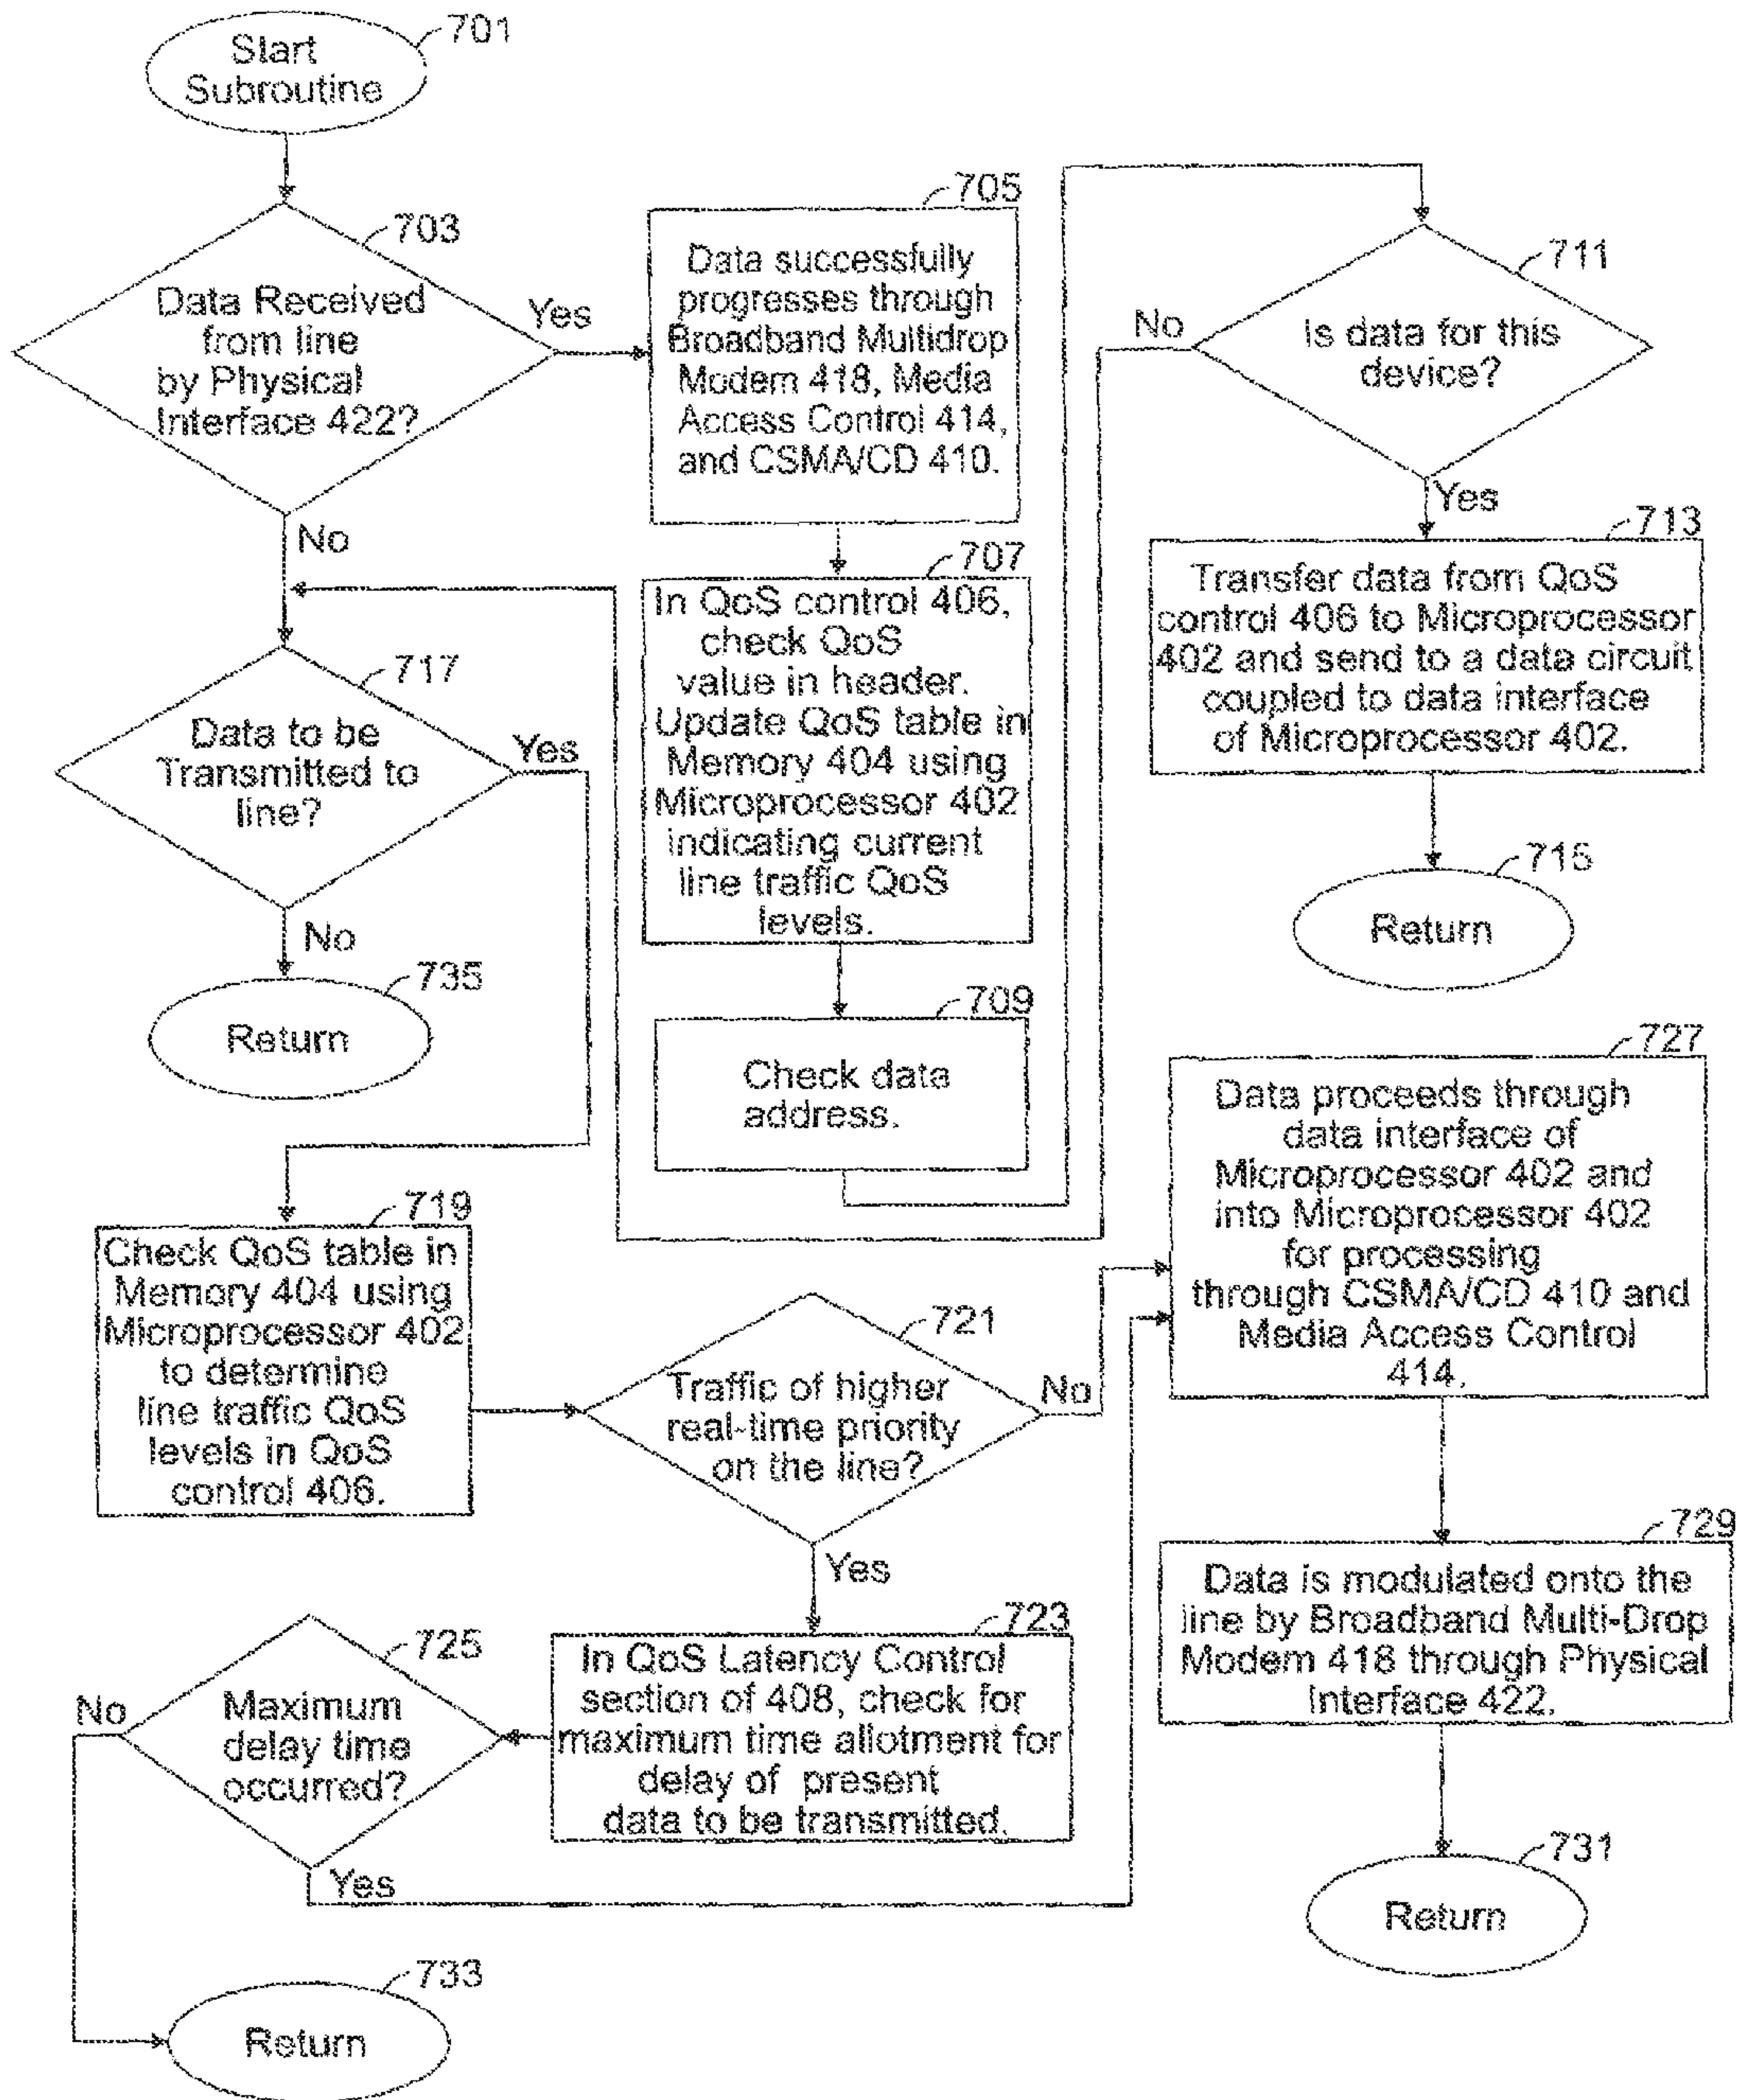 701
Start
Subroutine
703
Data Received
from line
by Physical
Interface 422?
Yes
No
705
Data successfully
progresses through
Broadband Multidrop
Modem 418, Media
Access Control 414,
and CSMA/CD 410.
707
In QoS control 406,
check QoS
value in header.
Update QoS table in
Memory 404 using
Microprocessor 402
indicating current
line traffic QoS
levels.
709
Check data
address.
711
Is data for this
device?
No
Yes
713
Transfer data from QoS
control 406 to Microprocessor
402 and send to a data circuit
coupled to data interface
of Microprocessor 402.
715
Return
717
Data to be
Transmitted to
line?
Yes
No
735
Return
719
Check QoS table in
Memory 404 using
Microprocessor 402
to determine
line traffic QoS
levels in QoS
control 406.
721
Traffic of higher
real-time priority
on the line?
No
Yes
723
In QoS Latency Control
section of 408, check for
maximum time allotment for
delay of present
data to be transmitted.
725
Maximum
delay time
occurred?
No
Yes
733
Return
727
Data proceeds through
data interface of
Microprocessor 402 and
into Microprocessor 402
for processing
through CSMA/CD 410 and
Media Access Control
414.
729
Data is modulated onto the
line by Broadband Multi-Drop
Modem 418 through Physical
Interface 422.
731
Return